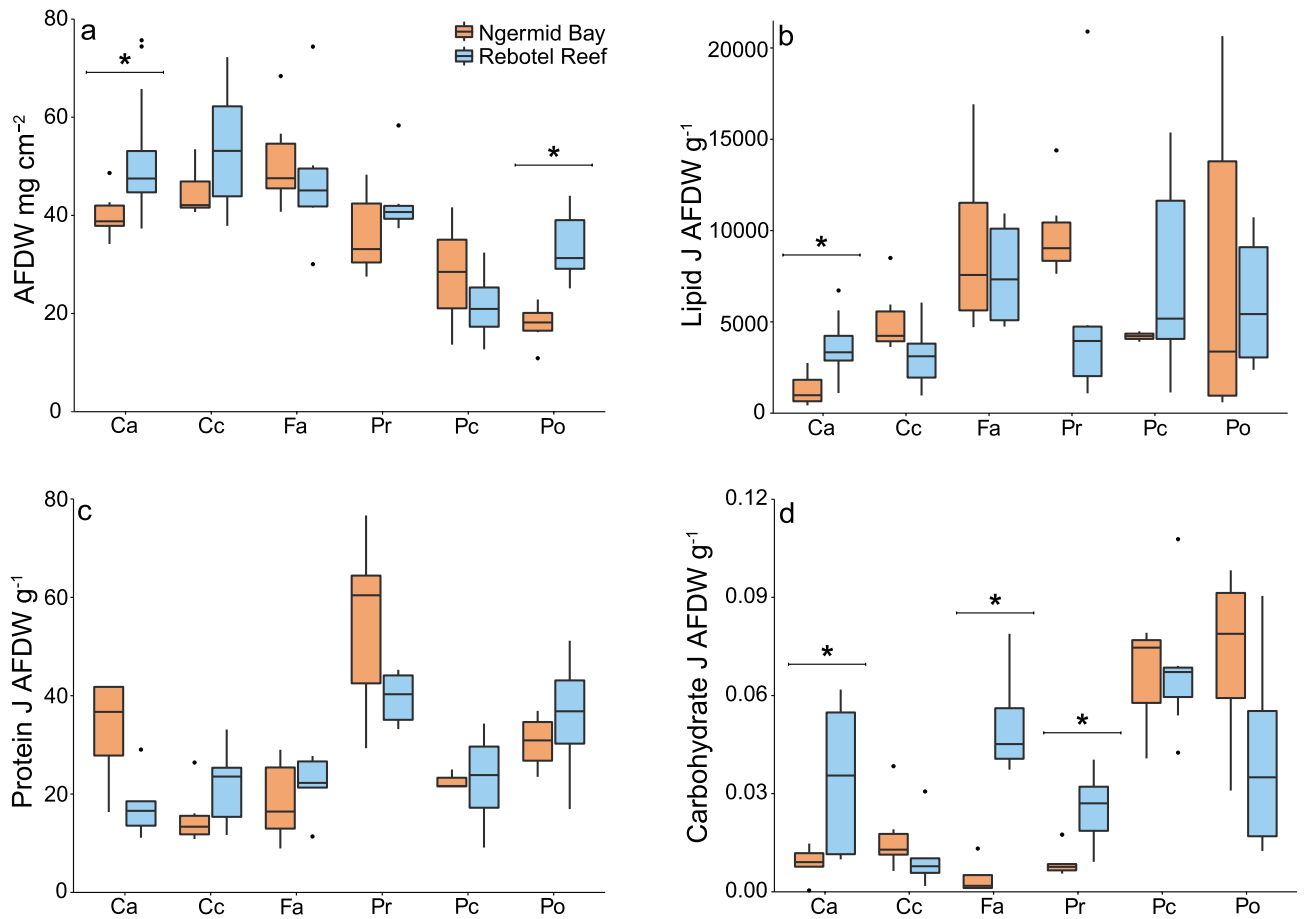 a
Ngermid Bay
Rebotel Reef
*
*
AFDW mg cm⁻²
80
60
40
20
0
Ca Cc Fa Pr Pc Po
b
*
Lipid J AFDW g⁻¹
20000
15000
10000
5000
0
Ca Cc Fa Pr Pc Po
c
Protein J AFDW g⁻¹
80
60
40
20
0
Ca Cc Fa Pr Pc Po
d
*
*
*
Carbohydrate J AFDW g⁻¹
0.12
0.09
0.06
0.03
0.00
Ca Cc Fa Pr Pc Po